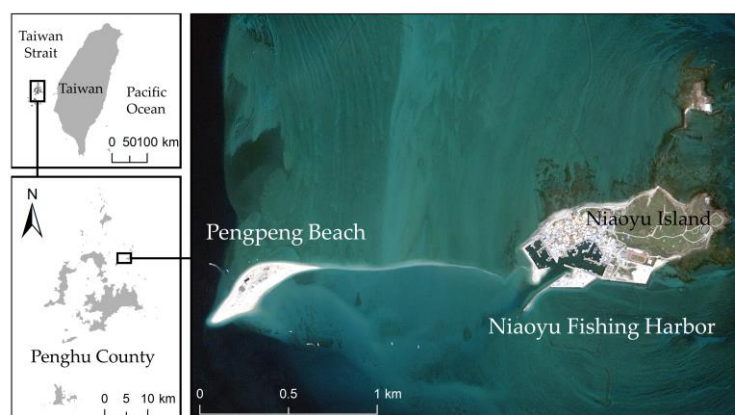 Taiwan
Strait
Taiwan
Pacific
Ocean
0 50100 km
N
Penghu County
0 5 10 km
Pengpeng Beach
Niaoyu Island
Niaoyu Fishing Harbor
0 0.5 1 km